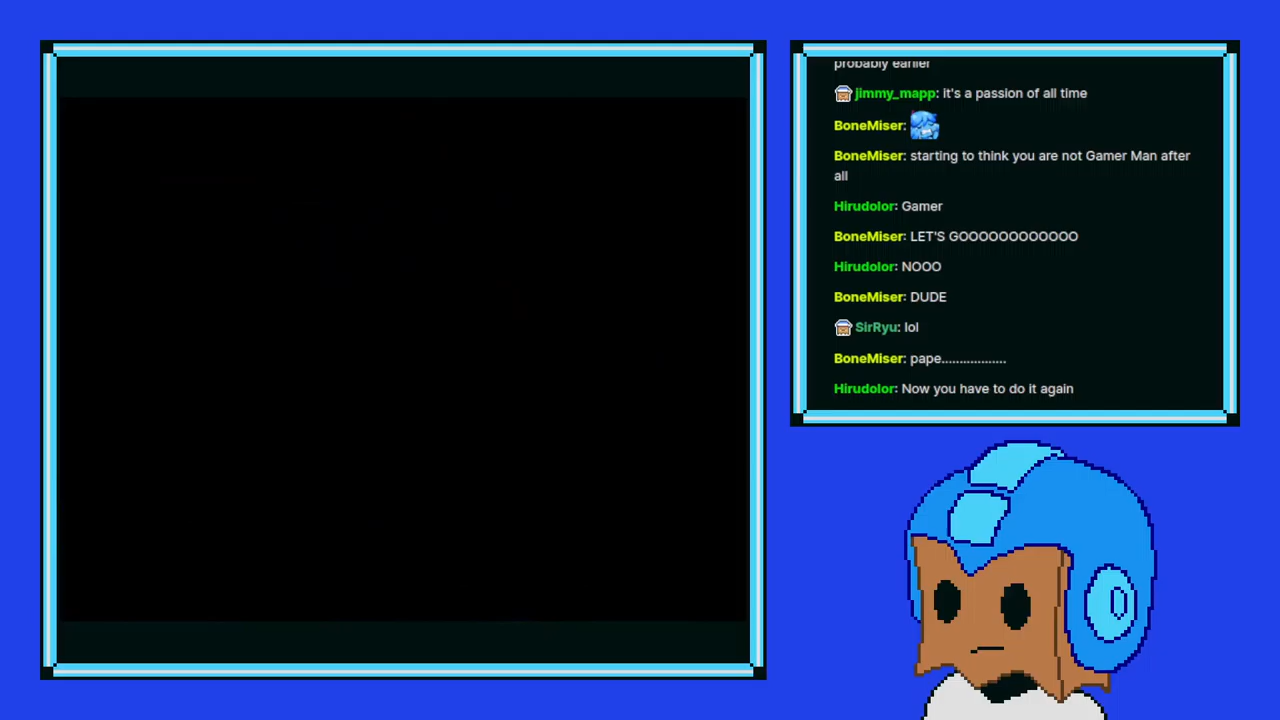 probably earlier
jimmy_mapp: it's a passion of all time
BoneMiser:
BoneMiser: starting to think you are not Gamer Man after
all
Hirudolor: Gamer
BoneMiser: LET'S GOOOOOOOOOOOO
Hirudolor: NOOO
BoneMiser: DUDE
SirRyu: lol
BoneMiser: pape..................
Hirudolor: Now you have to do it again